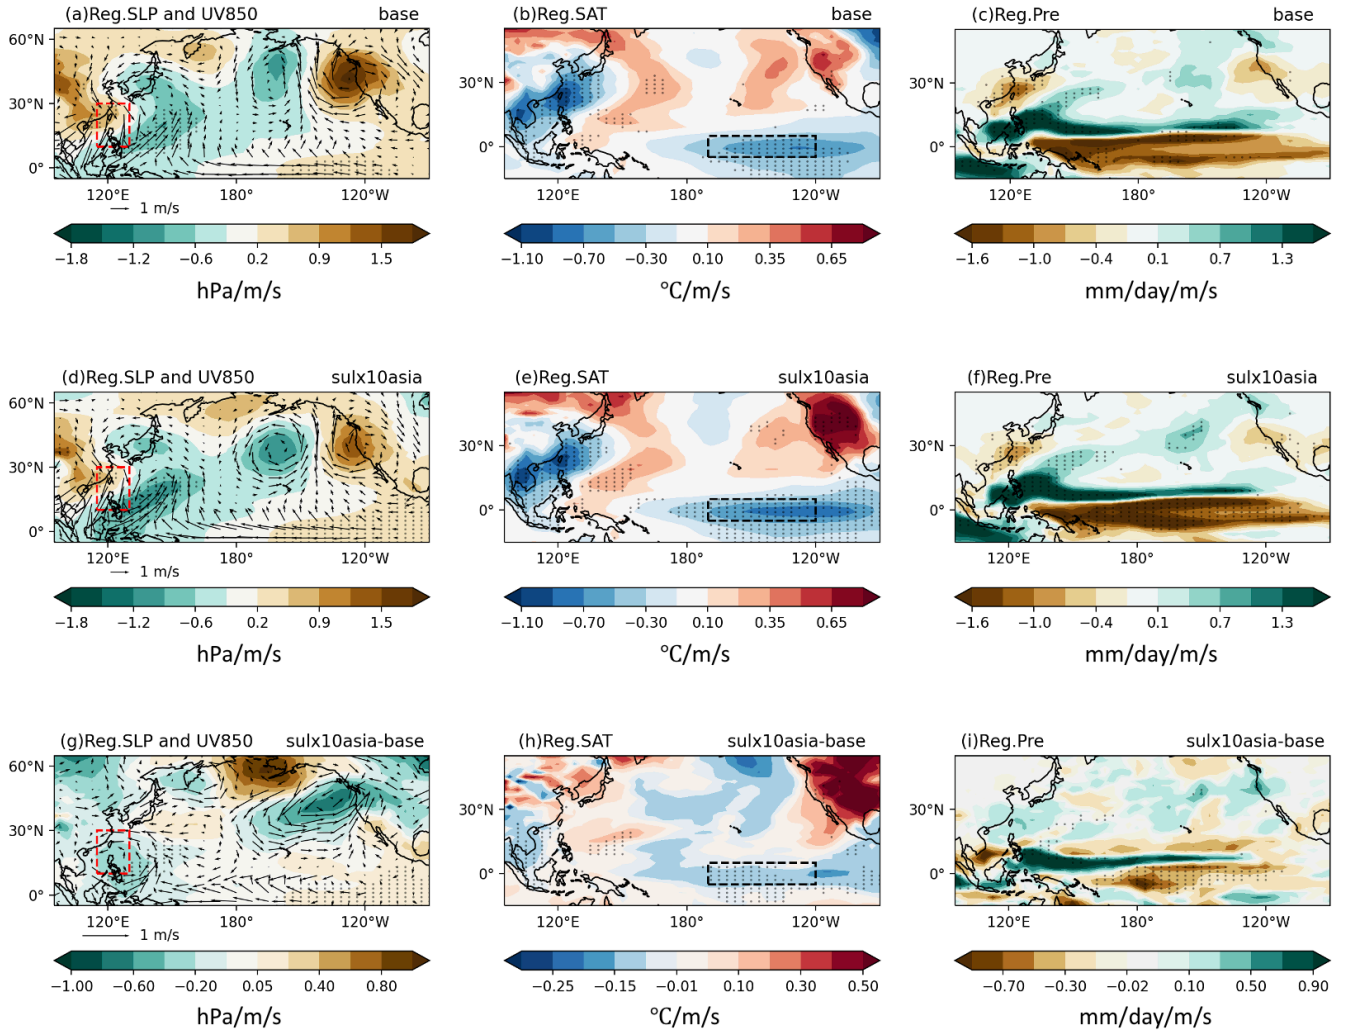 (a)Reg.SLP and UV850 base
(b)Reg.SAT base
(c)Reg.Pre base
60°N
30°N
0°
120°E 180° 120°W
1 m/s
30°N
0°
120°E 180° 120°W
30°N
0°
120°E 180° 120°W
−1.8 −1.2 −0.6 0.2 0.9 1.5
−1.10 −0.70 −0.30 0.10 0.35 0.65
−1.6 −1.0 −0.4 0.1 0.7 1.3
hPa/m/s
°C/m/s
mm/day/m/s
(d)Reg.SLP and UV850 sulx10asia
(e)Reg.SAT sulx10asia
(f)Reg.Pre sulx10asia
60°N
30°N
0°
120°E 180° 120°W
1 m/s
30°N
0°
120°E 180° 120°W
30°N
0°
120°E 180° 120°W
−1.8 −1.2 −0.6 0.2 0.9 1.5
−1.10 −0.70 −0.30 0.10 0.35 0.65
−1.6 −1.0 −0.4 0.1 0.7 1.3
hPa/m/s
°C/m/s
mm/day/m/s
(g)Reg.SLP and UV850 sulx10asia-base
(h)Reg.SAT sulx10asia-base
(i)Reg.Pre sulx10asia-base
60°N
30°N
0°
120°E 180° 120°W
1 m/s
30°N
0°
120°E 180° 120°W
30°N
0°
120°E 180° 120°W
−1.00 −0.60 −0.20 0.05 0.40 0.80
−0.25 −0.15 −0.01 0.10 0.30 0.50
−0.70 −0.30 −0.02 0.10 0.50 0.90
hPa/m/s
°C/m/s
mm/day/m/s